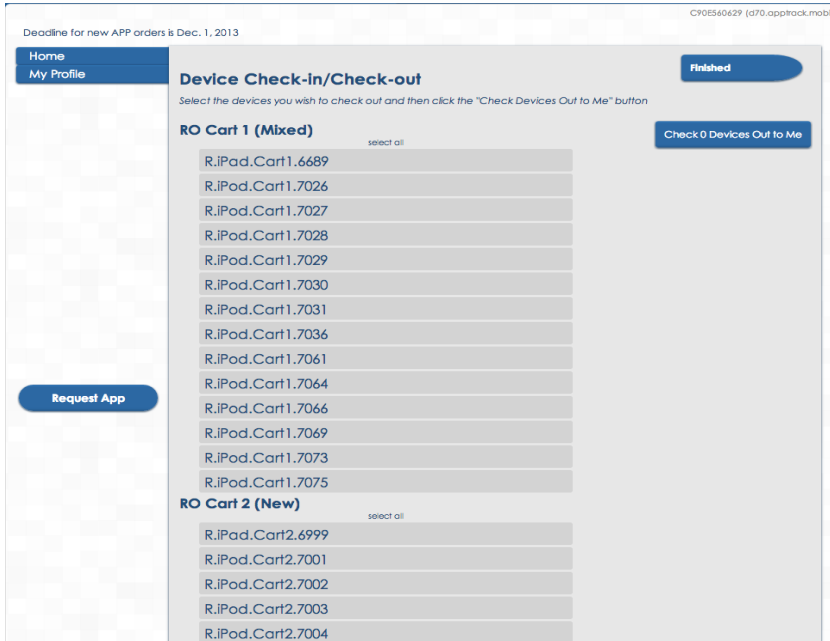 C90E560629 (d70.apptrack.mobi
Deadline for new APP orders is Dec. 1, 2013
Home
My Profile
Finished
Device Check-in/Check-out
Select the devices you wish to check out and then click the "Check Devices Out to Me" button
RO Cart 1 (Mixed)
Check 0 Devices Out to Me
select all
R.iPad.Cart1.6689
R.iPod.Cart1.7026
R.iPod.Cart1.7027
R.iPod.Cart1.7028
R.iPod.Cart1.7029
R.iPod.Cart1.7030
R.iPod.Cart1.7031
R.iPod.Cart1.7036
R.iPod.Cart1.7061
R.iPod.Cart1.7064
Request App
R.iPod.Cart1.7066
R.iPod.Cart1.7069
R.iPod.Cart1.7073
R.iPod.Cart1.7075
RO Cart 2 (New)
select all
R.iPad.Cart2.6999
R.iPod.Cart2.7001
R.iPod.Cart2.7002
R.iPod.Cart2.7003
R.iPod.Cart2.7004